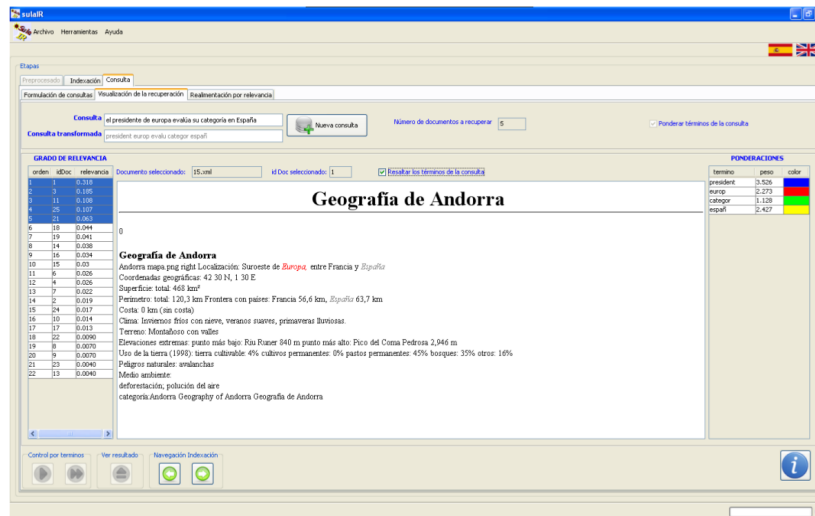 sulaIR
Archivo Herramientas Ayuda
Etapas
Preprocesado Indexación Consulta
Formulación de consultas Visualización de la recuperación Realimentación por relevancia
Consulta el presidente de europa evalúa su categoría en España Nueva consulta Número de documentos a recuperar 5 Ponderar términos de la consulta
Consulta transformada president europ evalu categor españ
GRADO DE RELEVANCIA PONDERACIONES
orden idDoc relevancia Documento seleccionado: 15.xml id Doc seleccionado: 1 Resaltar los términos de la consulta termino peso color
1 1 0.318
2 3 0.185
3 11 0.108
4 25 0.107
5 21 0.063
6 18 0.044
7 19 0.041
8 14 0.038
9 16 0.034
10 15 0.03
11 6 0.026
12 4 0.026
13 7 0.022
14 2 0.019
15 24 0.017
16 10 0.014
17 17 0.013
18 22 0.0090
19 8 0.0070
20 9 0.0070
21 23 0.0040
22 13 0.0040
Geografía de Andorra
0
Geografía de Andorra
Andorra mapa.png right Localización: Suroeste de Europa, entre Francia y España
Coordenadas geográficas: 42 30 N, 1 30 E
Superficie: total: 468 km²
Perímetro: total: 120,3 km Frontera con países: Francia 56,6 km, España 63,7 km
Costa: 0 km (sin costa)
Clima: Inviernos fríos con nieve, veranos suaves, primaveras lluviosas.
Terreno: Montañoso con valles
Elevaciones extremas: punto más bajo: Riu Runer 840 m punto más alto: Pico del Coma Pedrosa 2,946 m
Uso de la tierra (1998): tierra cultivable: 4% cultivos permanentes: 0% pastos permanentes: 45% bosques: 35% otros: 16%
Peligros naturales: avalanchas
Medio ambiente:
deforestación; polución del aire
categoría:Andorra Geography of Andorra Geografía de Andorra
president 3.526
europ 2.273
categor 1.128
españ 2.427
Control por terminos Ver resultado Navegación Indexación
i